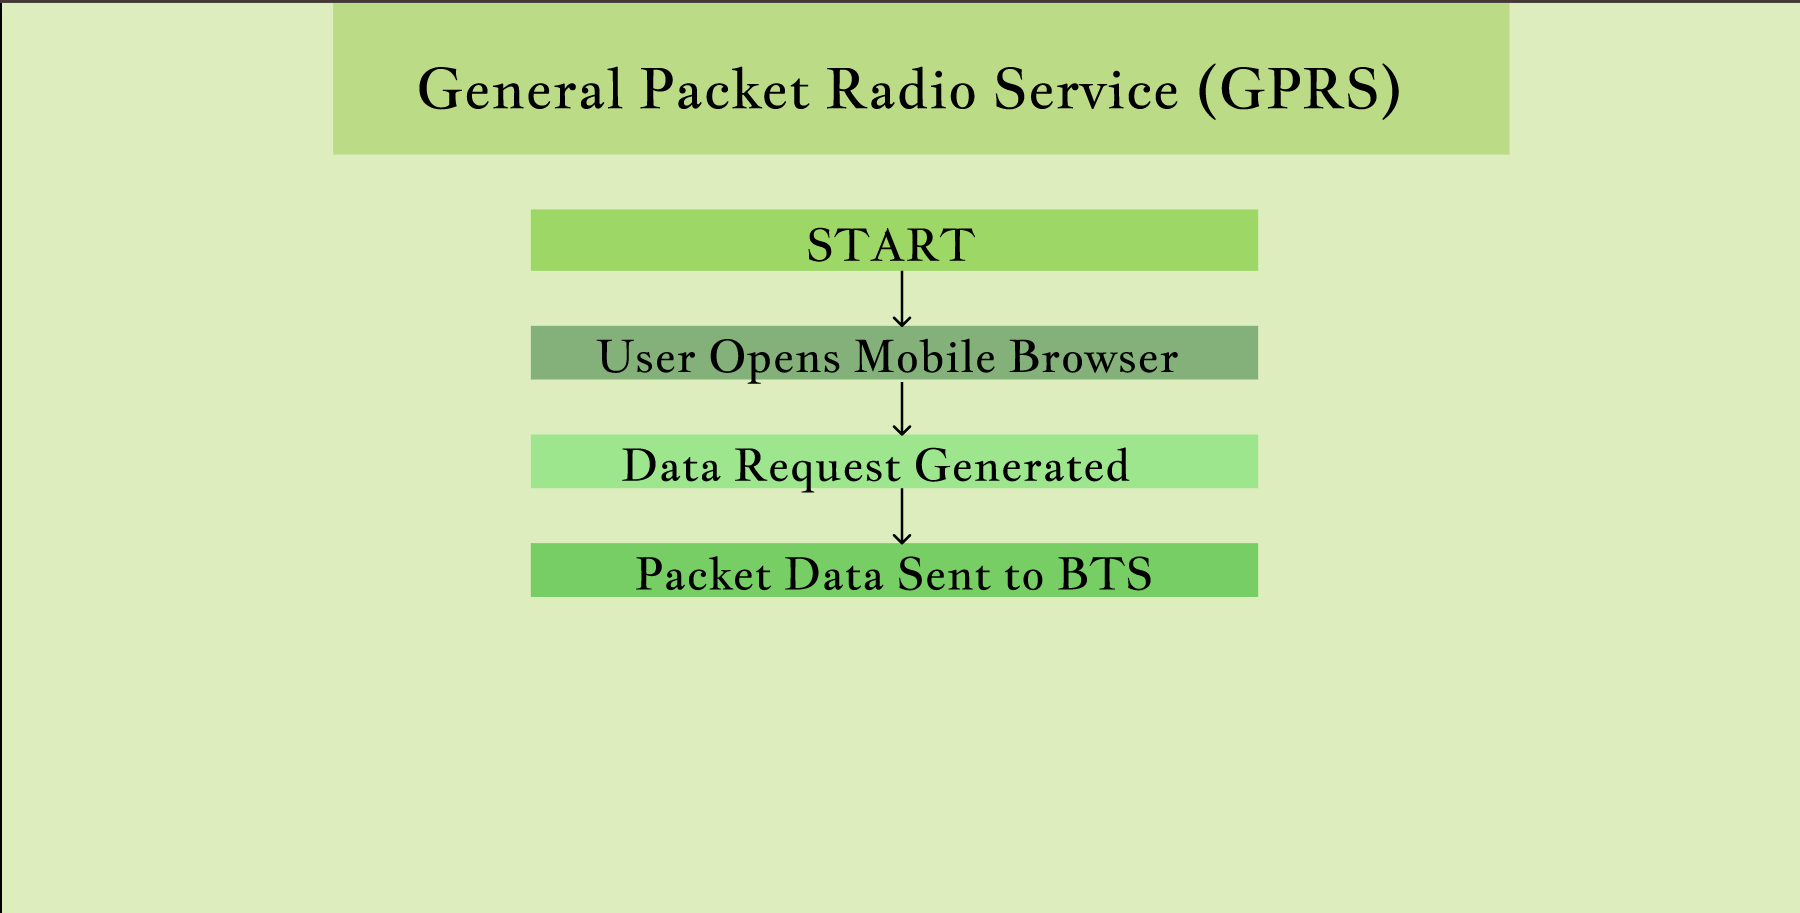 General Packet Radio Service (GPRS)
START
User Opens Mobile Browser
Data Request Generated
Packet Data Sent to BTS